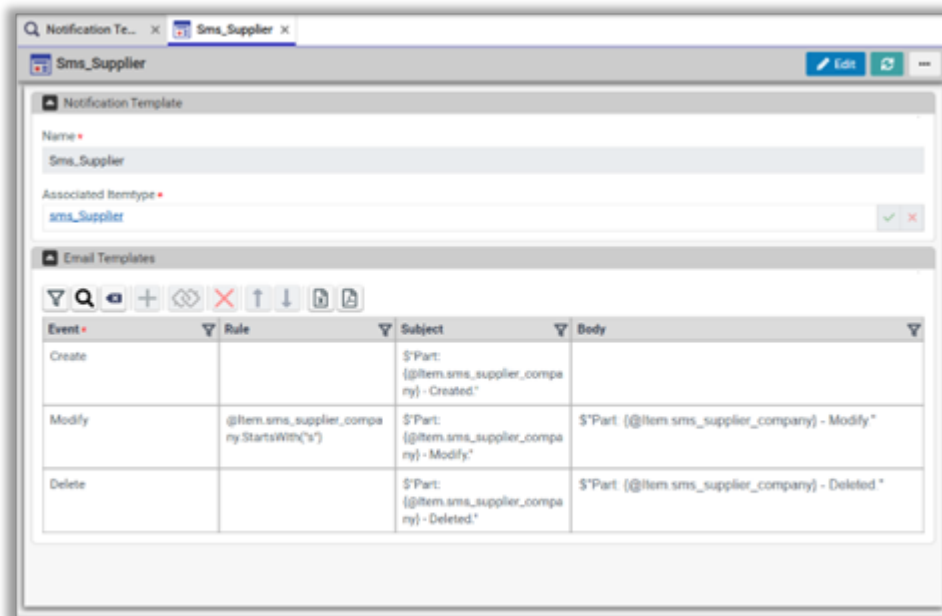 Notification Te... ×
Sms_Supplier ×
Sms_Supplier
Edit
Notification Template
Name •
Sms_Supplier
Associated Itemtype •
sms_Supplier
Email Templates
Event •
Rule
Subject
Body
Create
$"Part:
{@Item.sms_supplier_compa
ny} - Created."
Modify
@Item.sms_supplier_compa
ny.StartsWith("s")
$"Part:
{@Item.sms_supplier_compa
ny} - Modify."
$"Part: {@Item.sms_supplier_company} - Modify."
Delete
$"Part:
{@Item.sms_supplier_compa
ny} - Deleted."
$"Part: {@Item.sms_supplier_company} - Deleted."